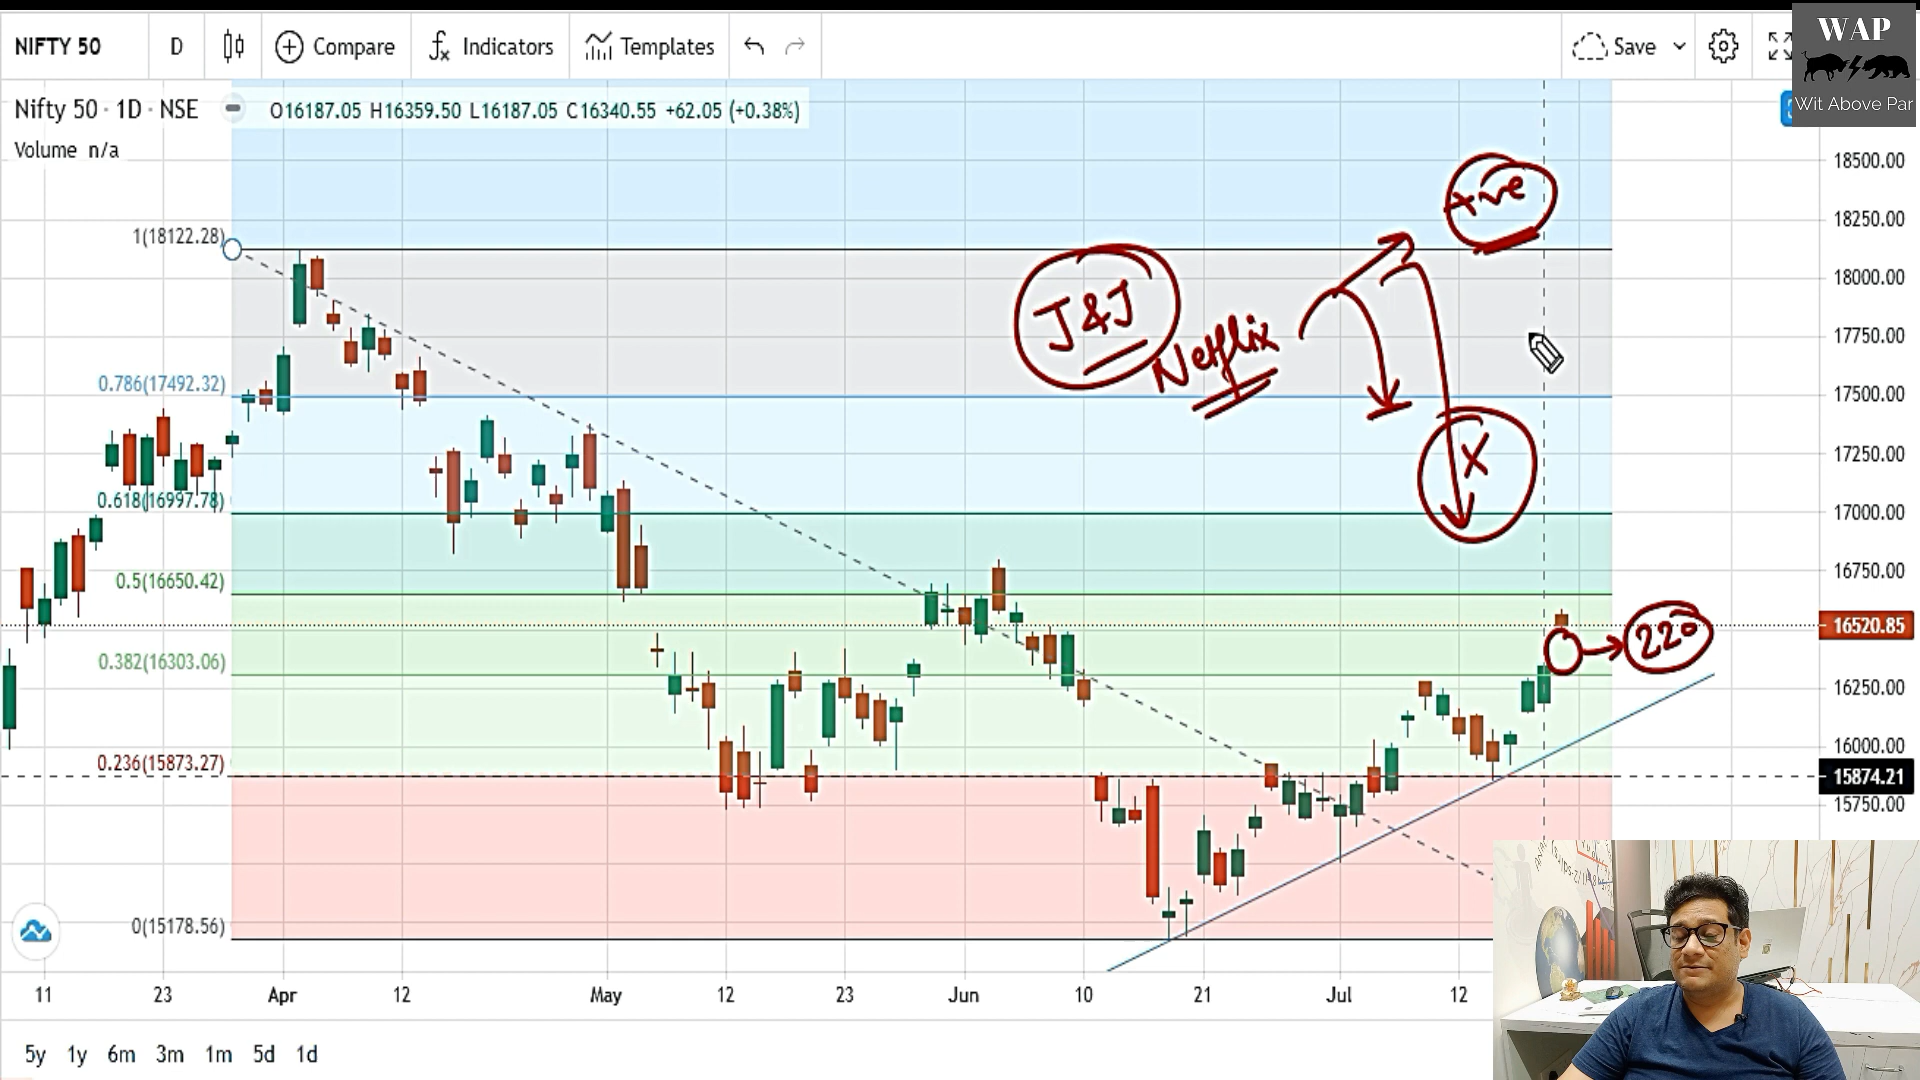 NIFTY 50 D Compare Indicators Templates Save
WAP
Wit Above Par
Nifty 50 · 1D · NSE O16187.05 H16359.50 L16187.05 C16340.55 +62.05 (+0.38%)
Volume n/a
18500.00
+ve
18250.00
1(18122.28)
18000.00
J&J
Netflix
17750.00
0.786(17492.32)
17500.00
X
17250.00
0.618(16997.78)
17000.00
0.5(16650.42)
16750.00
16520.85
220
0.382(16303.06)
16250.00
16000.00
0.236(15873.27)
15874.21
15750.00
0(15178.56)
11 23 Apr 12 May 12 23 Jun 10 21 Jul 12
5y 1y 6m 3m 1m 5d 1d